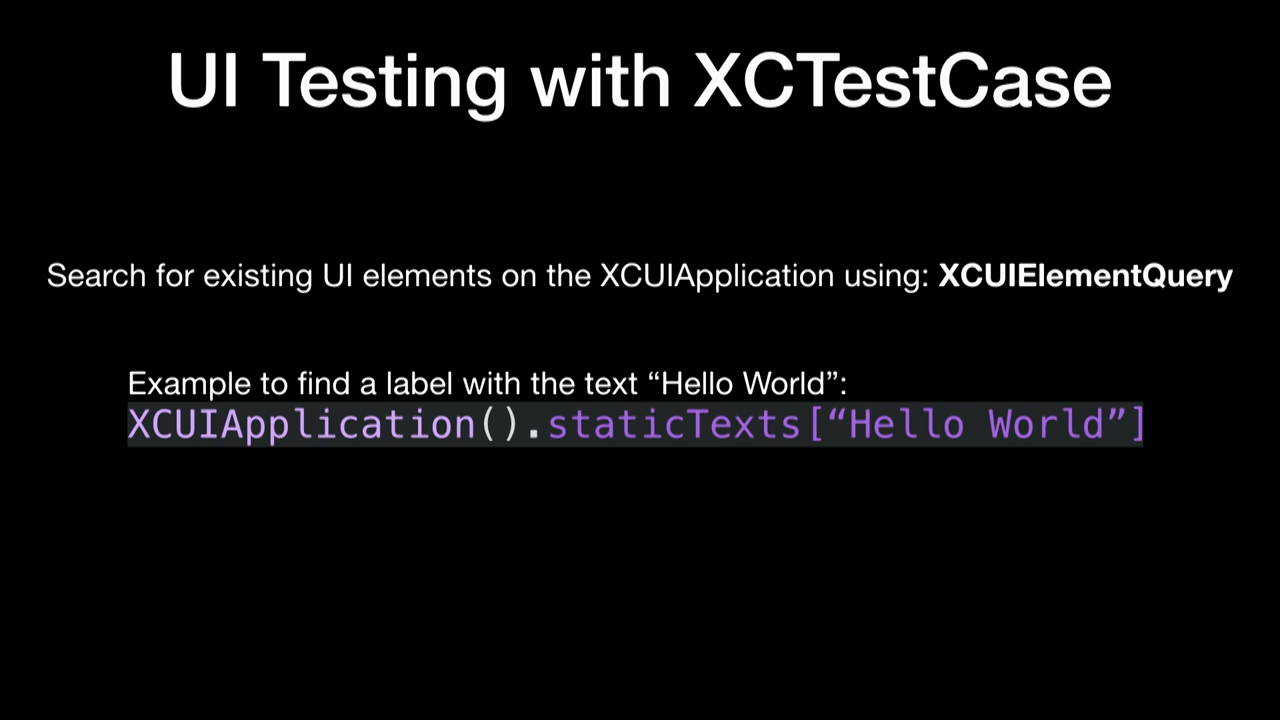 UI Testing with XCTestCase
Search for existing UI elements on the XCUIApplication using: XCUIElementQuery
Example to find a label with the text “Hello World”:
XCUIApplication().staticTexts[“Hello World”]